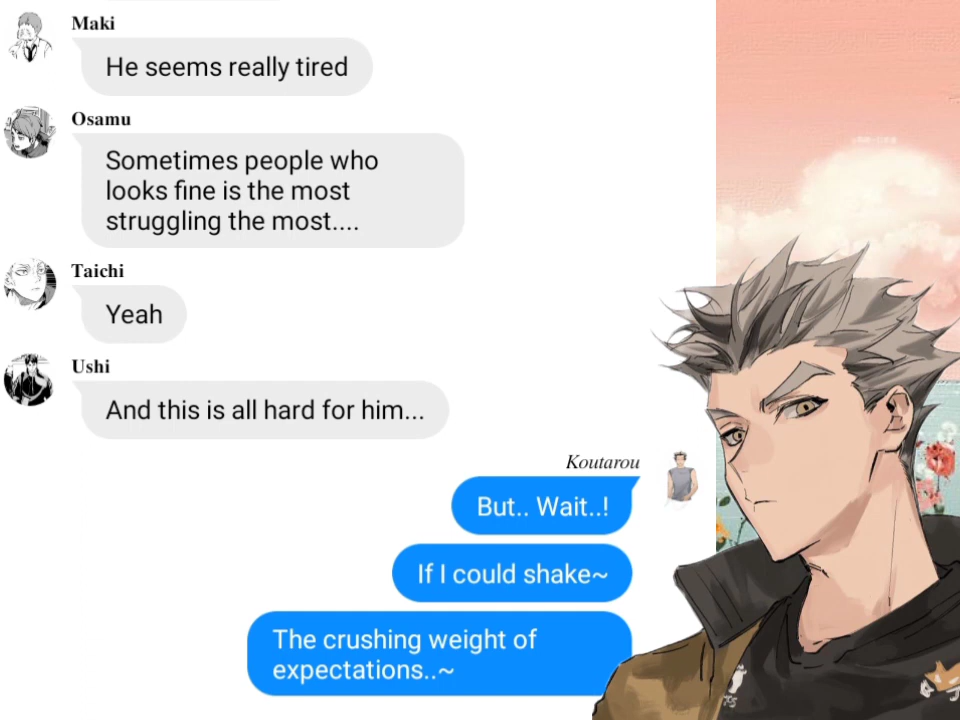 Maki
He seems really tired
Osamu
Sometimes people who
looks fine is the most
struggling the most....
Taichi
Yeah
Ushi
And this is all hard for him...
Koutarou
But.. Wait..!
If I could shake~
The crushing weight of
expectations..~